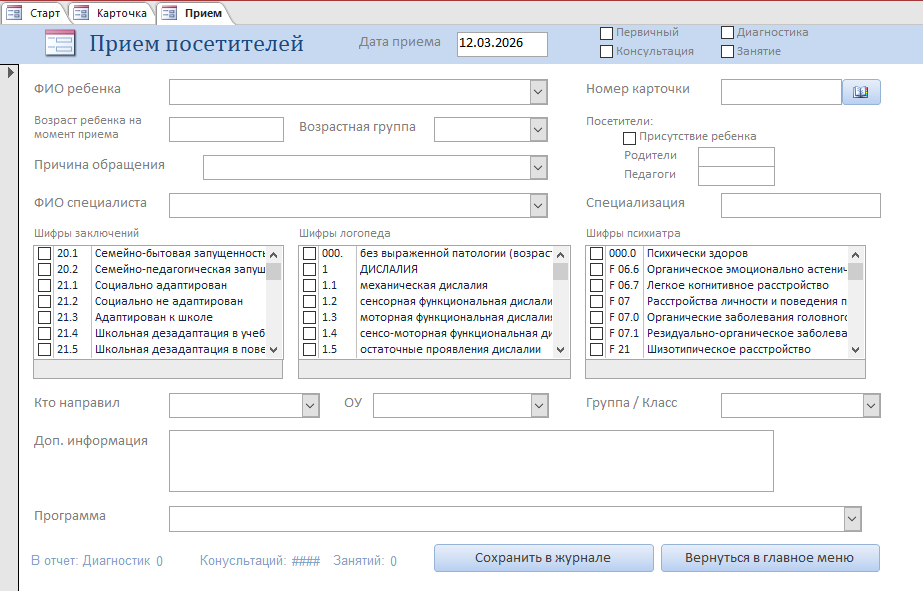 Старт Карточка Прием
Прием посетителей
Дата приема 12.03.2026
Первичный Диагностика
Консультация Занятие
ФИО ребенка Номер карточки
Возраст ребенка на
момент приема
Возрастная группа
Посетители:
Присутствие ребенка
Причина обращения
Родители
Педагоги
ФИО специалиста Специализация
Шифры заключений
20.1 Семейно-бытовая запущенность
20.2 Семейно-педагогическая запущ
21.1 Социально адаптирован
21.2 Социально не адаптирован
21.3 Адаптирован к школе
21.4 Школьная дезадаптация в учеб
21.5 Школьная дезадаптация в пове
Шифры логопеда
000. без выраженной патологии (возраст
1 ДИСЛАЛИЯ
1.1 механическая дислалия
1.2 сенсорная функциональная дислали
1.3 моторная функциональная дислали
1.4 сенсо-моторная функциональная ди
1.5 остаточные проявления дислалии
Шифры психиатра
000.0 Психически здоров
F 06.6 Органическое эмоционально астенич
F 06.7 Легкое когнитивное расстройство
F 07 Расстройства личности и поведения п
F 07.0 Органические заболевания головного
F 07.1 Резидуально-органическое заболева
F 21 Шизотипическое расстройство
Кто направил ОУ Группа / Класс
Доп. информация
Программа
В отчет: Диагностик 0 Конусльтаций: #### Занятий: 0
Сохранить в журнале Вернуться в главное меню